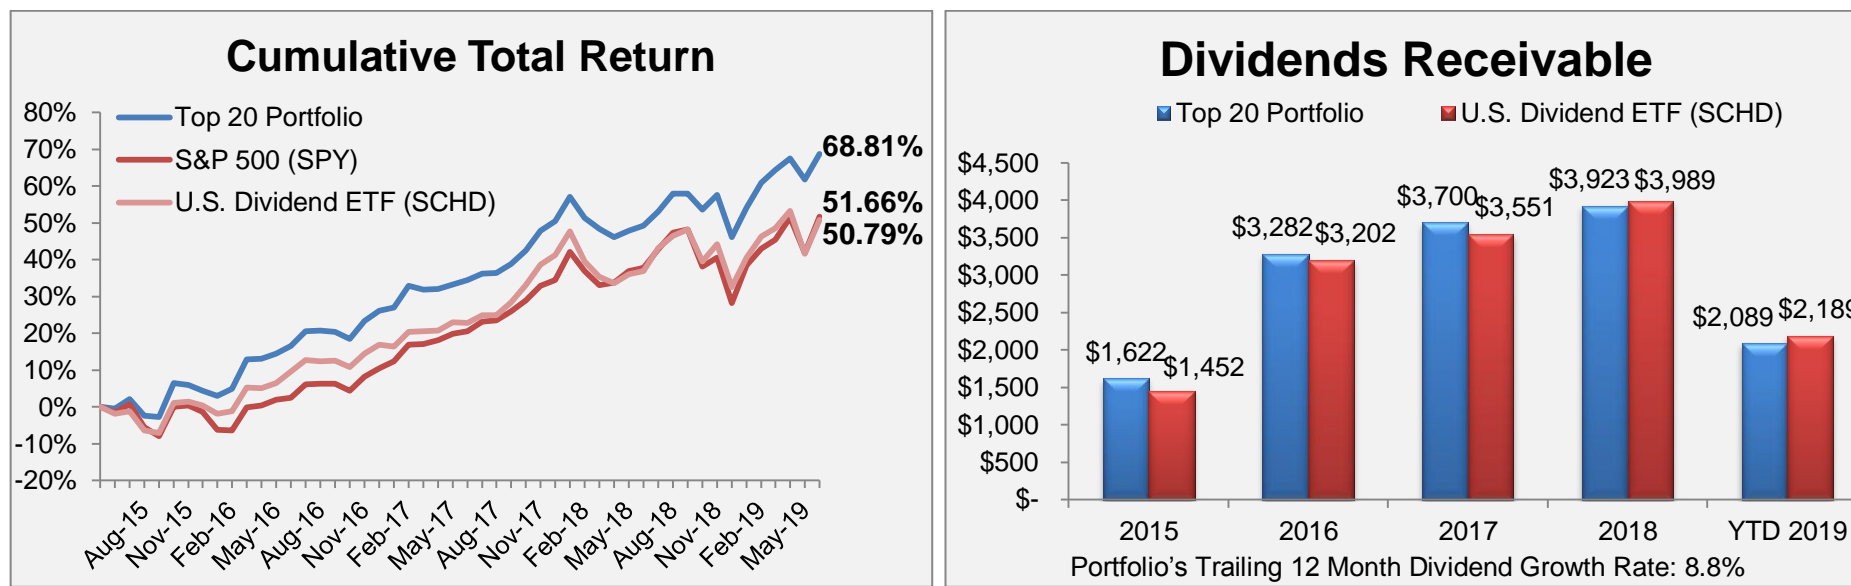 Cumulative Total Return
80%
70%
60%
50%
40%
30%
20%
10%
0%
-10%
-20%
Top 20 Portfolio
S&P 500 (SPY)
U.S. Dividend ETF (SCHD)
68.81%
51.66%
50.79%
Aug-15
Nov-15
Feb-16
May-16
Aug-16
Nov-16
Feb-17
May-17
Aug-17
Nov-17
Feb-18
May-18
Aug-18
Nov-18
Feb-19
May-19
Dividends Receivable
Top 20 Portfolio
U.S. Dividend ETF (SCHD)
$4,500
$4,000
$3,500
$3,000
$2,500
$2,000
$1,500
$1,000
$500
$-
$1,622
$1,452
$3,282
$3,202
$3,700
$3,551
$3,923
$3,989
$2,089
$2,189
2015
2016
2017
2018
YTD 2019
Portfolio’s Trailing 12 Month Dividend Growth Rate: 8.8%